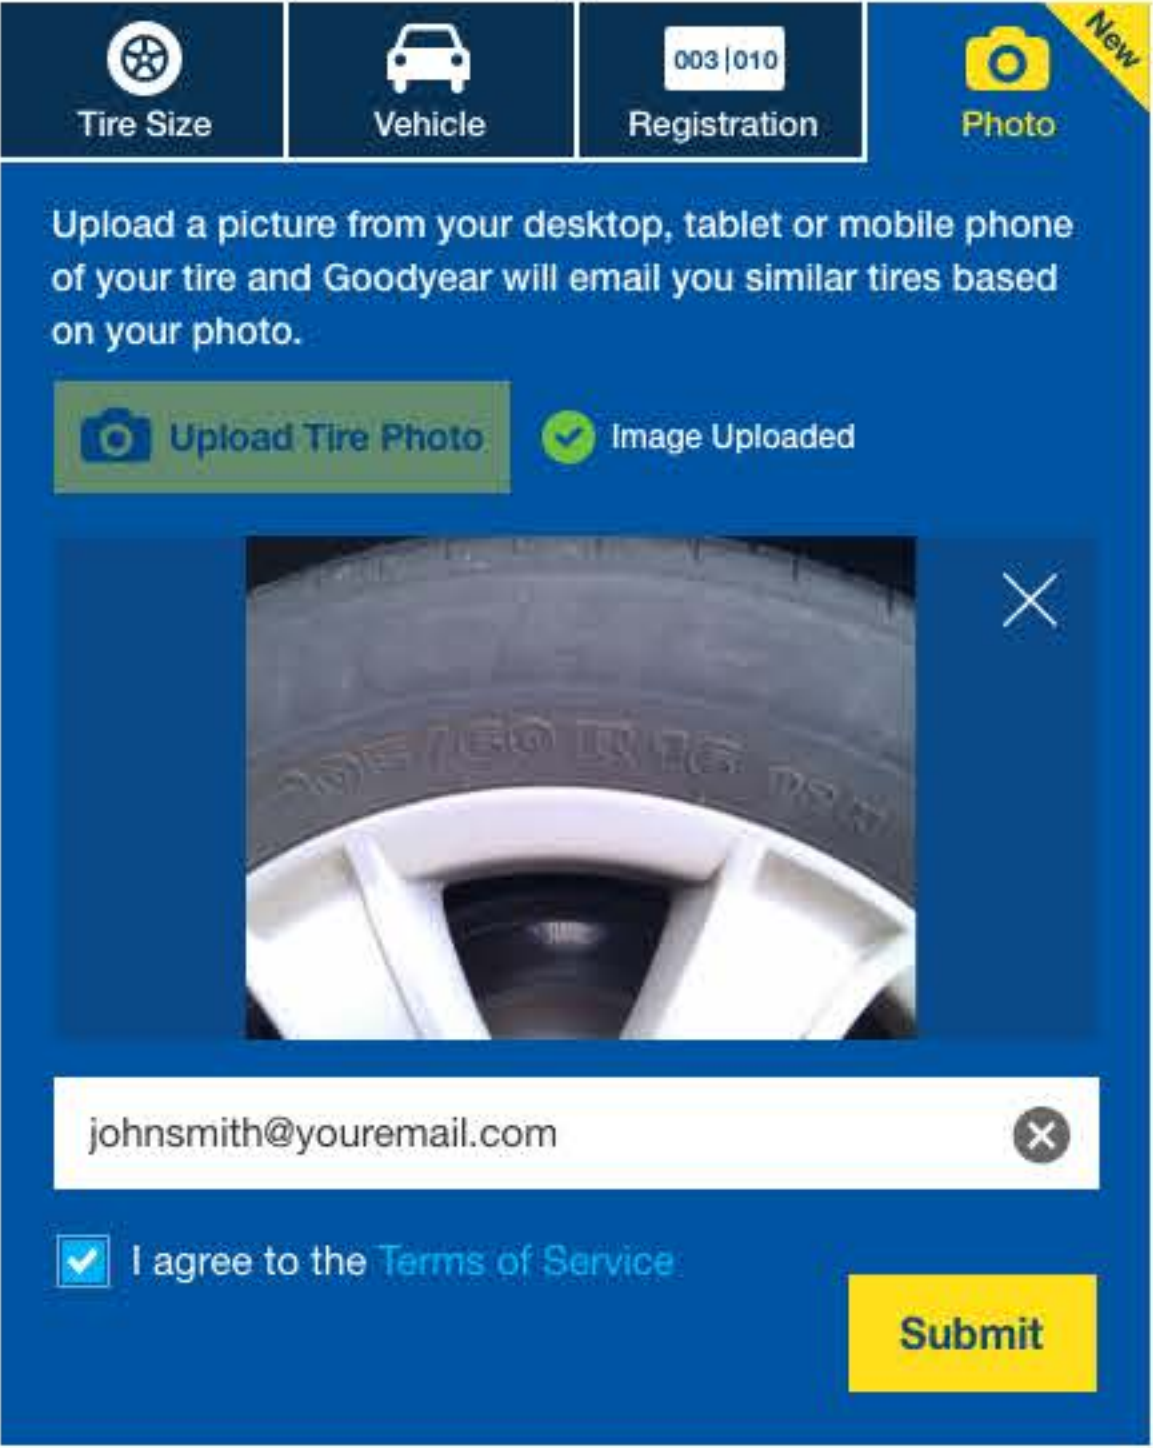 Tire Size
Vehicle
003|010
Registration
Photo
New
Upload a picture from your desktop, tablet or mobile phone
of your tire and Goodyear will email you similar tires based
on your photo.
Upload Tire Photo
Image Uploaded
johnsmith@youremail.com
I agree to the Terms of Service
Submit